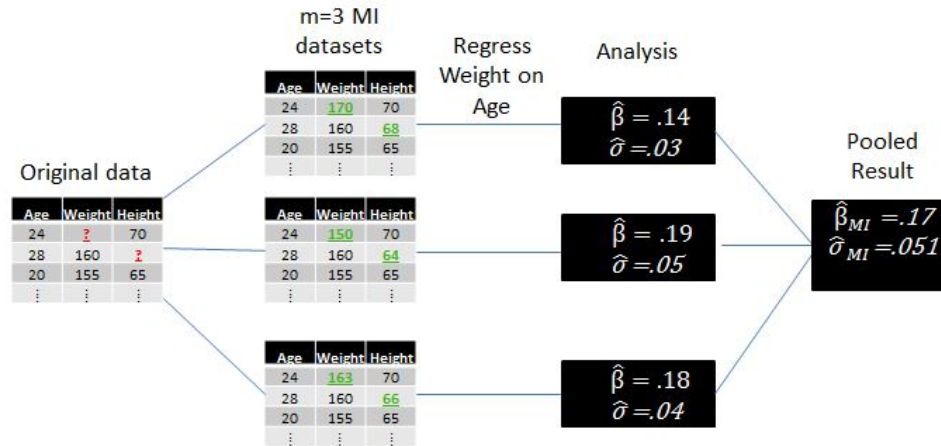 m=3 MI
datasets
Regress
Weight on
Age
Analysis
Pooled
Result
Original data
Age Weight Height
24 ? 70
28 160 ?
20 155 65
⋮ ⋮ ⋮
Age Weight Height
24 170 70
28 160 68
20 155 65
⋮ ⋮ ⋮
Age Weight Height
24 150 70
28 160 64
20 155 65
⋮ ⋮ ⋮
Age Weight Height
24 163 70
28 160 66
20 155 65
⋮ ⋮ ⋮
β̂ = .14
σ̂ =.03
β̂ = .19
σ̂ =.05
β̂ = .18
σ̂ =.04
β̂_MI =.17
σ̂_MI =.051